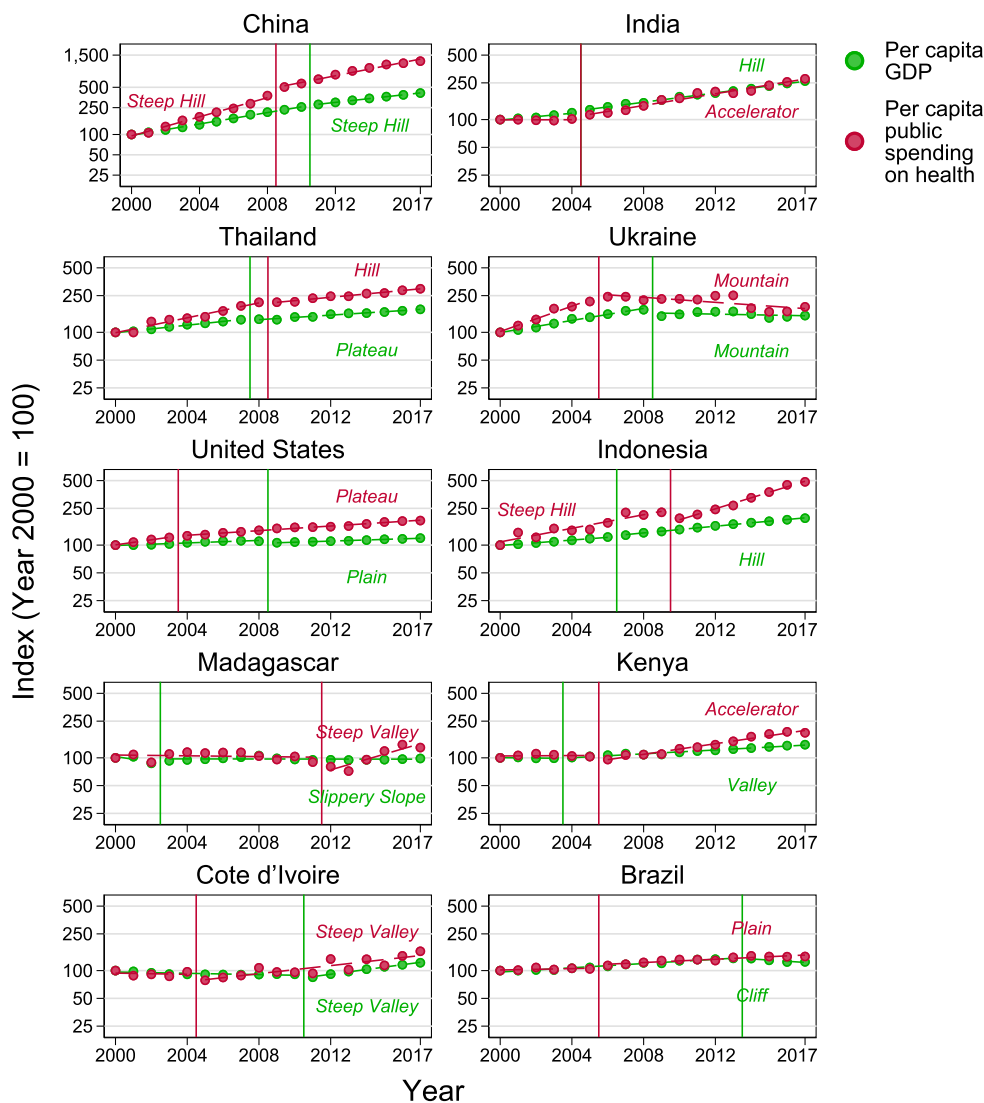 China
1,500
500
250
100
50
25
Steep Hill
Steep Hill
2000
2004
2008
2012
2017
India
500
250
100
50
25
Hill
Accelerator
2000
2004
2008
2012
2017
Per capita
GDP
Per capita
public
spending
on health
Thailand
500
250
100
50
25
Hill
Plateau
2000
2004
2008
2012
2017
Ukraine
500
250
100
50
25
Mountain
Mountain
2000
2004
2008
2012
2017
Index (Year 2000 = 100)
United States
500
250
100
50
25
Plateau
Plain
2000
2004
2008
2012
2017
Indonesia
500
250
100
50
25
Steep Hill
Hill
2000
2004
2008
2012
2017
Madagascar
500
250
100
50
25
Steep Valley
Slippery Slope
2000
2004
2008
2012
2017
Kenya
500
250
100
50
25
Accelerator
Valley
2000
2004
2008
2012
2017
Cote d’Ivoire
500
250
100
50
25
Steep Valley
Steep Valley
2000
2004
2008
2012
2017
Brazil
500
250
100
50
25
Plain
Cliff
2000
2004
2008
2012
2017
Year